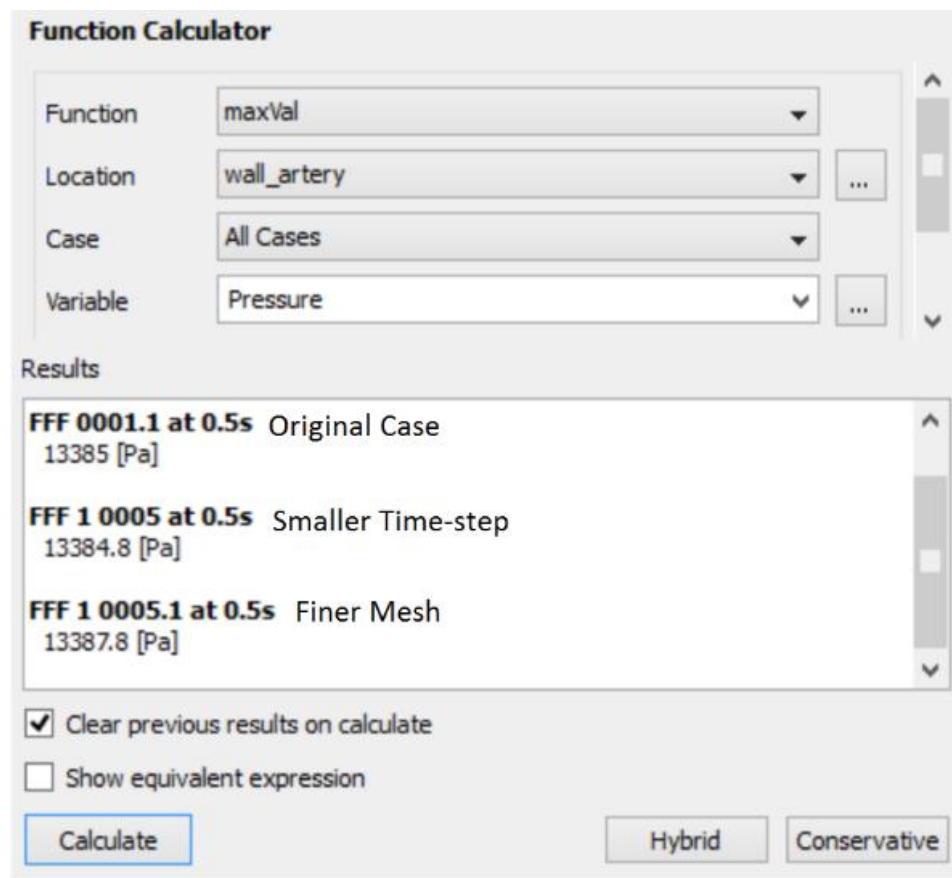 Function Calculator
Function maxVal
Location wall_artery ...
Case All Cases
Variable Pressure ...
Results
FFF 0001.1 at 0.5s Original Case
13385 [Pa]
FFF 1 0005 at 0.5s Smaller Time-step
13384.8 [Pa]
FFF 1 0005.1 at 0.5s Finer Mesh
13387.8 [Pa]
Clear previous results on calculate
Show equivalent expression
Calculate Hybrid Conservative